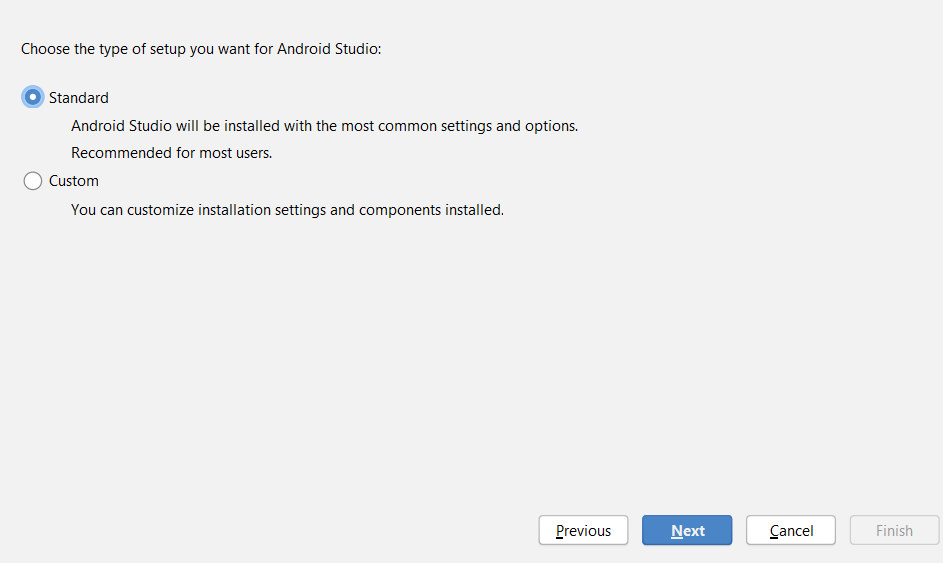 Choose the type of setup you want for Android Studio:
Standard
Android Studio will be installed with the most common settings and options.
Recommended for most users.
Custom
You can customize installation settings and components installed.
Previous
Next
Cancel
Finish